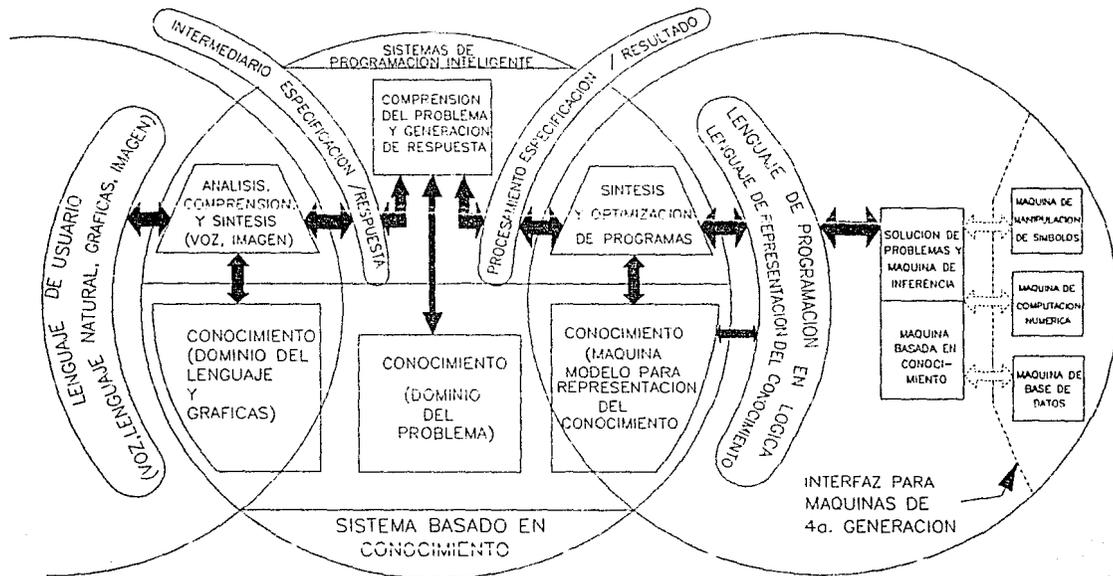 LENGUAJE DE USUARIO
(VOZ,LENGUAJE NATURAL, GRAFICAS, IMAGEN)
INTERMEDIARIO ESPECIFICACION /RESPUESTA
SISTEMAS DE
PROGRAMACION INTELIGENTE
COMPRENSION
DEL PROBLEMA
Y GENERACION
DE RESPUESTA
PROCESAMIENTO ESPECIFICACION / RESULTADO
ANALISIS,
COMPRENSION
Y SINTESIS
(VOZ, IMAGEN)
SINTESIS
Y OPTIMIZACION
DE PROGRAMAS
CONOCIMIENTO
(DOMINIO DEL
LENGUAJE
Y
GRAFICAS)
CONOCIMIENTO
(DOMINIO
DEL
PROBLEMA)
CONOCIMIENTO
(MAQUINA
MODELO PARA
REPRESENTACION
DEL
CONOCIMIENTO
LENGUAJE DE PROGRAMACION EN LOGICA
LENGUAJE DE REPRESENTACION DEL CONOCIMIENTO
SOLUCION DE
PROBLEMAS Y
MAQUINA DE
INFERENCIA
MAQUINA
BASADA EN
CONOCI-
MIENTO
MAQUINA DE
MANIPULACION
DE SIMBOLOS
MAQUINA DE
COMPUTACION
NUMERICA
MAQUINA DE
BASE DE
DATOS
INTERFAZ PARA
MAQUINAS DE
4a. GENERACION
SISTEMA BASADO EN
CONOCIMIENTO